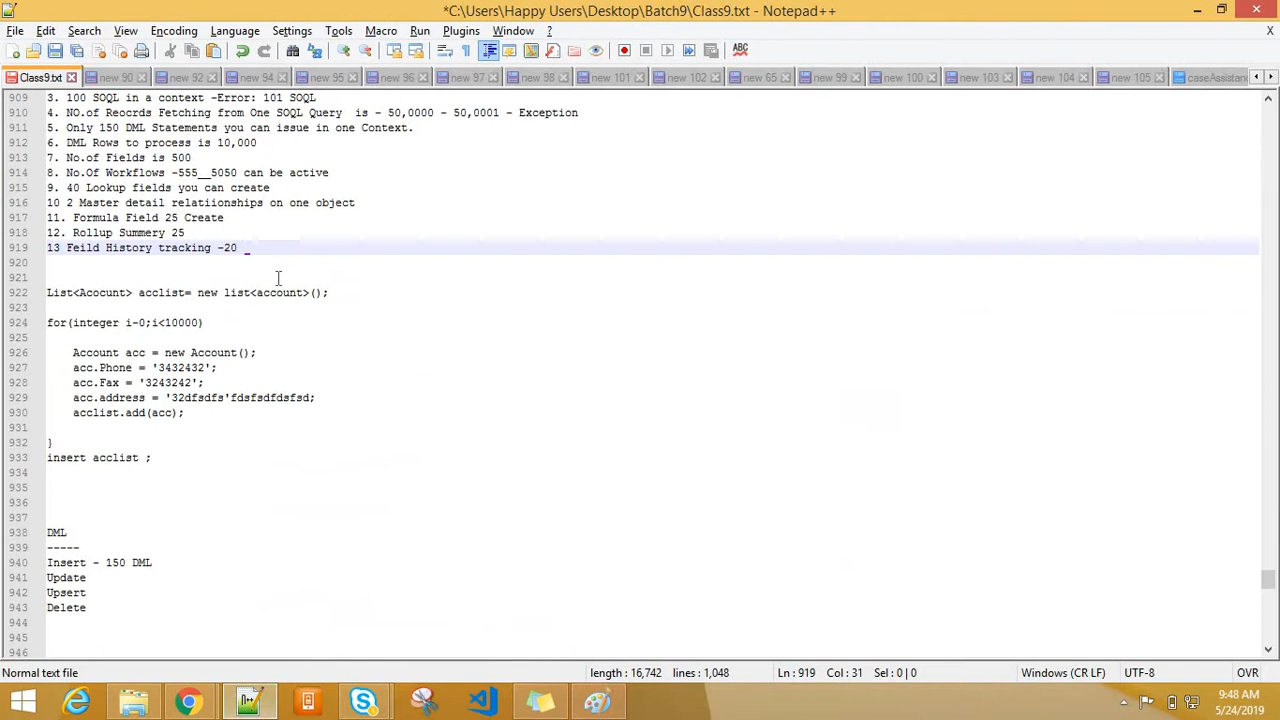 *C:\Users\Happy Users\Desktop\Batch9\Class9.txt - Notepad++
File Edit Search View Encoding Language Settings Tools Macro Run Plugins Window ?
X
ABC
Class9.txt new 90 new 92 new 94 new 95 new 96 new 97 new 98 new 101 new 102 new 65 new 99 new 100 new 103 new 104 new 105 caseAssistan
909 3. 100 SOQL in a context -Error: 101 SOQL
910 4. NO.of Reocrds Fetching from One SOQL Query is - 50,0000 - 50,0001 - Exception
911 5. Only 150 DML Statements you can issue in one Context.
912 6. DML Rows to process is 10,000
913 7. No.of Fields is 500
914 8. No.Of Workflows -555__5050 can be active
915 9. 40 Lookup fields you can create
916 10 2 Master detail relatiionships on one object
917 11. Formula Field 25 Create
918 12. Rollup Summery 25
919 13 Feild History tracking -20
920
921
922 List<Acocunt> acclist= new list<account>();
923
924 for(integer i-0;i<10000)
925
926 Account acc = new Account();
927 acc.Phone = '3432432';
928 acc.Fax = '3243242';
929 acc.address = '32dfsdfs'fdsfsdfdsfsd;
930 acclist.add(acc);
931
932 }
933 insert acclist ;
934
935
936
937
938 DML
939 -----
940 Insert - 150 DML
941 Update
942 Upsert
943 Delete
944
945
946
Normal text file length : 16,742 lines : 1,048 Ln : 919 Col : 31 Sel : 0 | 0 Windows (CR LF) UTF-8 OVR
9:48 AM
5/24/2019